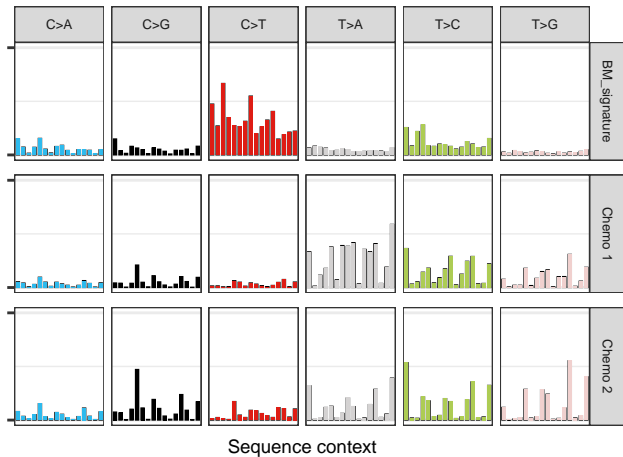 C>A C>G C>T T>A T>C T>G
BM_signature
Chemo 1
Chemo 2
Sequence context